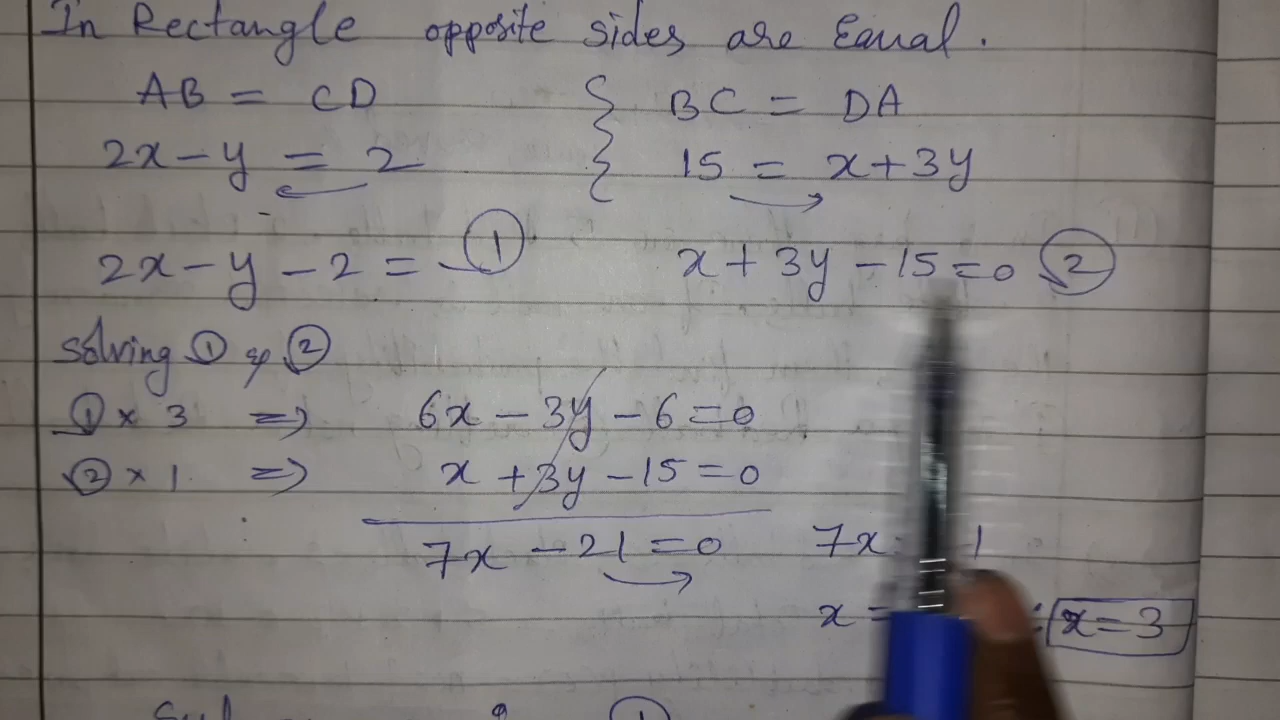 In Rectangle opposite sides are Equal.
AB = CD } BC = DA
2x - y = 2 15 = x + 3y
2x - y - 2 = ① x + 3y - 15 = 0 ②
Solving ① & ②
① × 3 ⇒ 6x - 3y - 6 = 0
② × 1 ⇒ x + 3y - 15 = 0
7x - 21 = 0 7x 1
x = x = 3
①